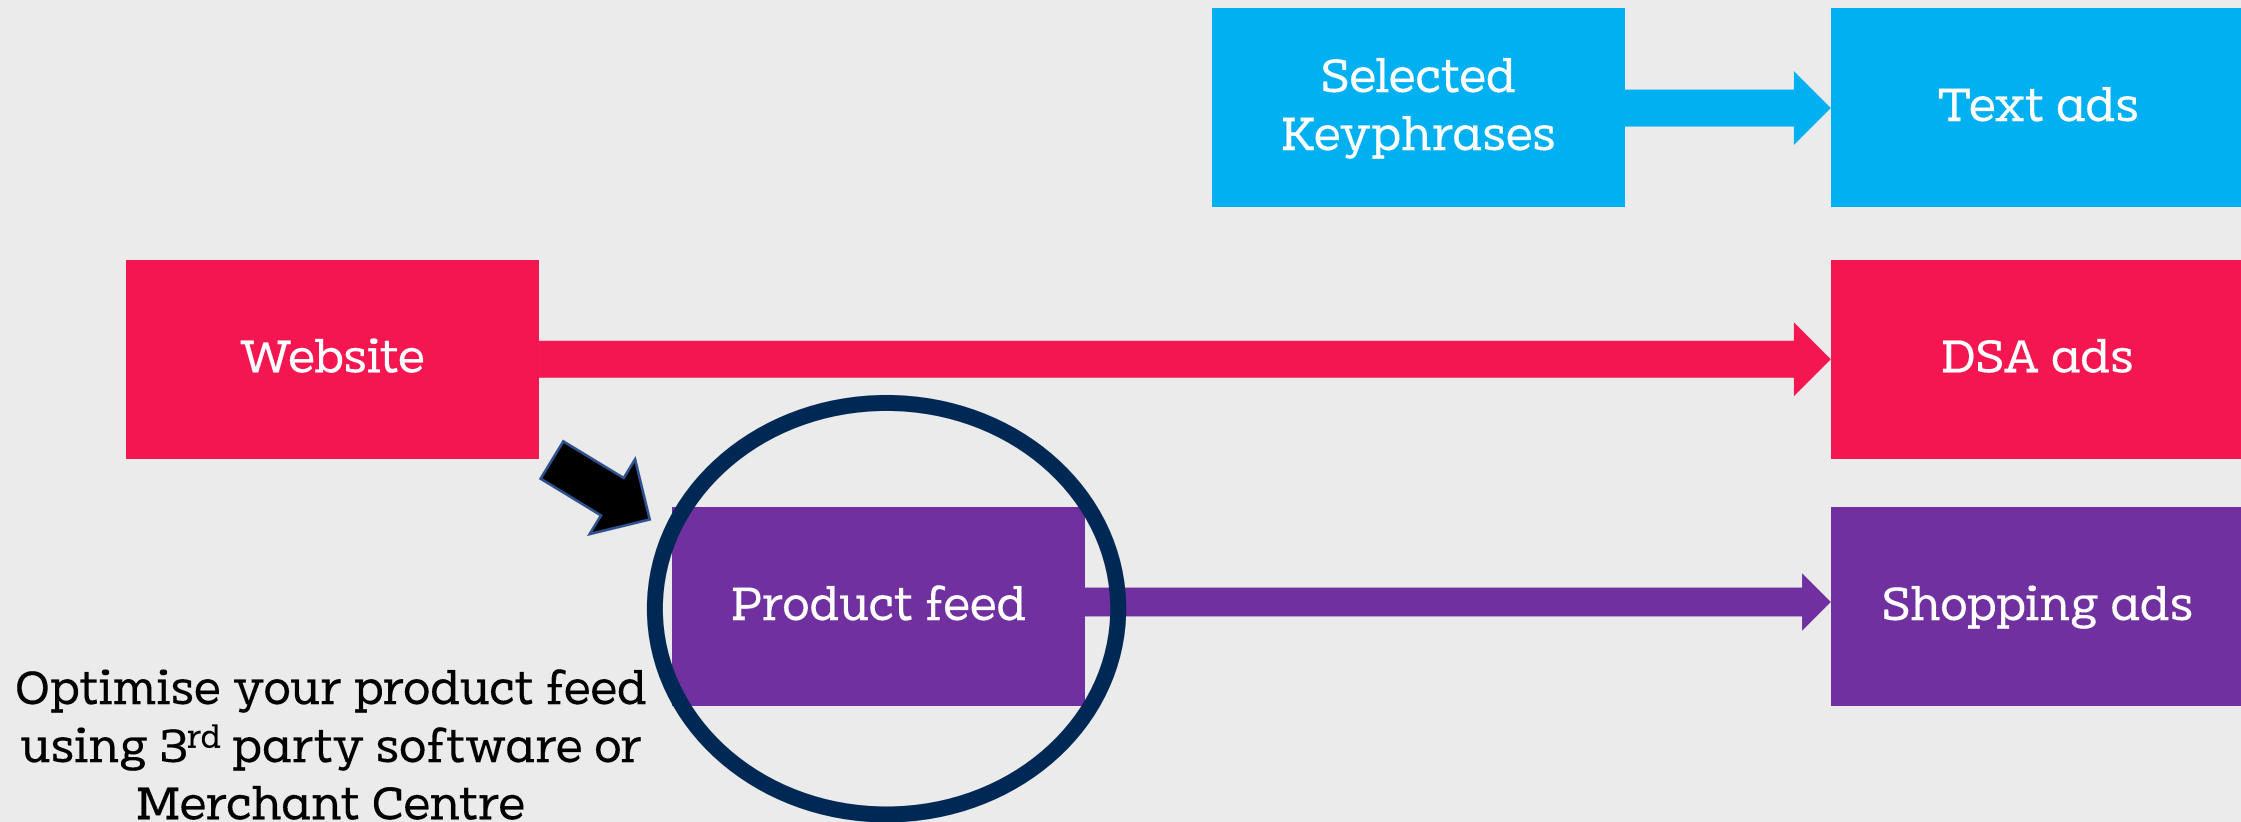 Selected
Keyphrases
Text ads
Website
DSA ads
Product feed
Shopping ads
Optimise your product feed
using 3rd party software or
Merchant Centre